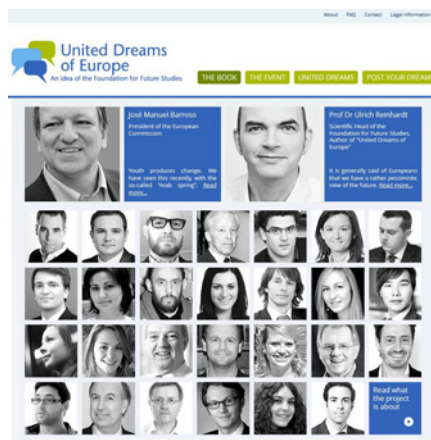 About FAQ Contact Legal Information
United Dreams
of Europe
An idea of the Foundation for Future Studies
THE BOOK THE EVENT UNITED DREAMS POST YOUR DREAM
José Manuel Barroso
President of the European
Commission
Youth produces change. We
have seen this recently, with the
so-called "Arab spring". Read
more...
Prof Dr Ulrich Reinhardt
Scientific Head of the
Foundation for Future Studies,
Author of "United Dreams of
Europe"
It is generally said of Europeans
that we have a rather pessimistic
view of the future. Read more...
Read what
the project
is about